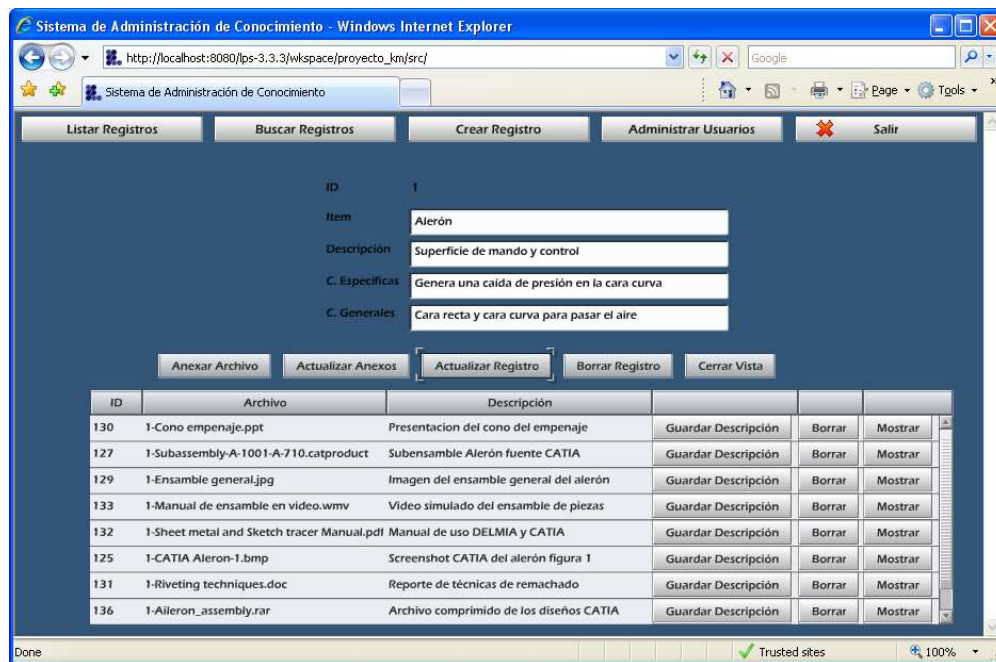 Sistema de Administración de Conocimiento - Windows Internet Explorer
http://localhost:8080/lps-3.3.3/wkspace/proyecto_km/src/ Google
Sistema de Administración de Conocimiento Page Tools »
Listar Registros Buscar Registros Crear Registro Administrar Usuarios Salir
ID 1
Item Alerón
Descripción Superficie de mando y control
C. Específicas Genera una caída de presión en la cara curva
C. Generales Cara recta y cara curva para pasar el aire
Anexar Archivo Actualizar Anexos Actualizar Registro Borrar Registro Cerrar Vista
ID Archivo Descripción
130 1-Cono empenaje.ppt Presentacion del cono del empenaje Guardar Descripción Borrar Mostrar
127 1-Subassembly-A-1001-A-710.catproduct Subensamble Alerón fuente CATIA Guardar Descripción Borrar Mostrar
129 1-Ensamble general.jpg Imagen del ensamble general del alerón Guardar Descripción Borrar Mostrar
133 1-Manual de ensamble en video.wmv Video simulado del ensamble de piezas Guardar Descripción Borrar Mostrar
132 1-Sheet metal and Sketch tracer Manual.pdf Manual de uso DELMIA y CATIA Guardar Descripción Borrar Mostrar
125 1-CATIA Aleron-1.bmp Screenshot CATIA del alerón figura 1 Guardar Descripción Borrar Mostrar
131 1-Riveting techniques.doc Reporte de técnicas de remachado Guardar Descripción Borrar Mostrar
136 1-Aileron_assembly.rar Archivo comprimido de los diseños CATIA Guardar Descripción Borrar Mostrar
Done Trusted sites 100%